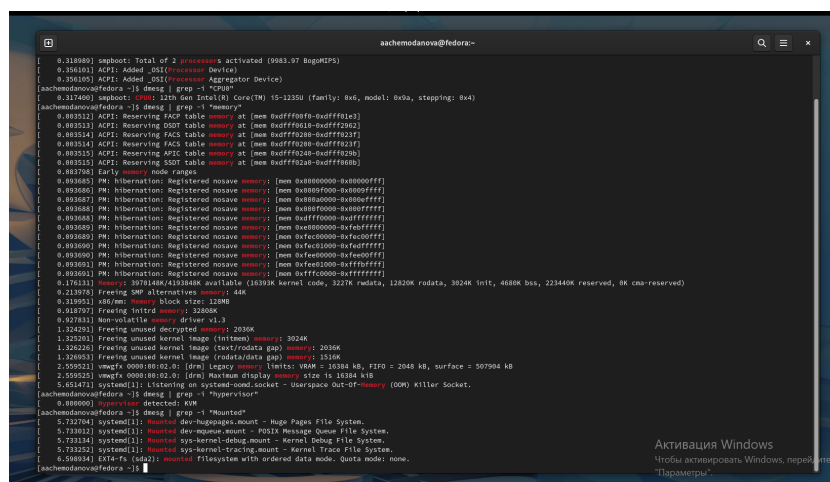 aachemodanova@fedora:~
[    0.318989] smpboot: Total of 2 processors activated (9983.97 BogoMIPS)
[    0.356101] ACPI: Added _OSI(Processor Device)
[    0.356105] ACPI: Added _OSI(Processor Aggregator Device)
[aachemodanova@fedora ~]$ dmesg | grep -i "CPU0"
[    0.317400] smpboot: CPU0: 12th Gen Intel(R) Core(TM) i5-1235U (family: 0x6, model: 0x9a, stepping: 0x4)
[aachemodanova@fedora ~]$ dmesg | grep -i "memory"
[    0.003512] ACPI: Reserving FACP table memory at [mem 0xdfff00f0-0xdfff01e3]
[    0.003513] ACPI: Reserving DSDT table memory at [mem 0xdfff0610-0xdfff2962]
[    0.003514] ACPI: Reserving FACS table memory at [mem 0xdfff0200-0xdfff023f]
[    0.003514] ACPI: Reserving FACS table memory at [mem 0xdfff0200-0xdfff023f]
[    0.003515] ACPI: Reserving APIC table memory at [mem 0xdfff0240-0xdfff029b]
[    0.003515] ACPI: Reserving SSDT table memory at [mem 0xdfff02a0-0xdfff060b]
[    0.083798] Early memory node ranges
[    0.093685] PM: hibernation: Registered nosave memory: [mem 0x00000000-0x00000fff]
[    0.093686] PM: hibernation: Registered nosave memory: [mem 0x0009f000-0x0009ffff]
[    0.093687] PM: hibernation: Registered nosave memory: [mem 0x000a0000-0x000effff]
[    0.093688] PM: hibernation: Registered nosave memory: [mem 0x000f0000-0x000fffff]
[    0.093688] PM: hibernation: Registered nosave memory: [mem 0xdfff0000-0xdfffffff]
[    0.093689] PM: hibernation: Registered nosave memory: [mem 0xe0000000-0xfebfffff]
[    0.093689] PM: hibernation: Registered nosave memory: [mem 0xfec00000-0xfec00fff]
[    0.093690] PM: hibernation: Registered nosave memory: [mem 0xfec01000-0xfedfffff]
[    0.093690] PM: hibernation: Registered nosave memory: [mem 0xfee00000-0xfee00fff]
[    0.093691] PM: hibernation: Registered nosave memory: [mem 0xfee01000-0xfffbffff]
[    0.093691] PM: hibernation: Registered nosave memory: [mem 0xfffc0000-0xffffffff]
[    0.176131] Memory: 3970148K/4193848K available (16393K kernel code, 3227K rwdata, 12820K rodata, 3024K init, 4680K bss, 223440K reserved, 0K cma-reserved)
[    0.213978] Freeing SMP alternatives memory: 44K
[    0.319951] x86/mm: Memory block size: 128MB
[    0.918797] Freeing initrd memory: 32808K
[    0.927831] Non-volatile memory driver v1.3
[    1.324291] Freeing unused decrypted memory: 2036K
[    1.325201] Freeing unused kernel image (initmem) memory: 3024K
[    1.326226] Freeing unused kernel image (text/rodata gap) memory: 2036K
[    1.326953] Freeing unused kernel image (rodata/data gap) memory: 1516K
[    2.559521] vmwgfx 0000:00:02.0: [drm] Legacy memory limits: VRAM = 16384 kB, FIFO = 2048 kB, surface = 507904 kB
[    2.559525] vmwgfx 0000:00:02.0: [drm] Maximum display memory size is 16384 kiB
[    5.651471] systemd[1]: Listening on systemd-oomd.socket - Userspace Out-Of-Memory (OOM) Killer Socket.
[aachemodanova@fedora ~]$ dmesg | grep -i "hypervisor"
[    0.000000] Hypervisor detected: KVM
[aachemodanova@fedora ~]$ dmesg | grep -i "Mounted"
[    5.732704] systemd[1]: Mounted dev-hugepages.mount - Huge Pages File System.
[    5.733012] systemd[1]: Mounted dev-mqueue.mount - POSIX Message Queue File System.
[    5.733134] systemd[1]: Mounted sys-kernel-debug.mount - Kernel Debug File System.
[    5.733252] systemd[1]: Mounted sys-kernel-tracing.mount - Kernel Trace File System.
[    6.598934] EXT4-fs (sda2): mounted filesystem with ordered data mode. Quota mode: none.
[aachemodanova@fedora ~]$
Активация Windows
Чтобы активировать Windows, перейдите
"Параметры".